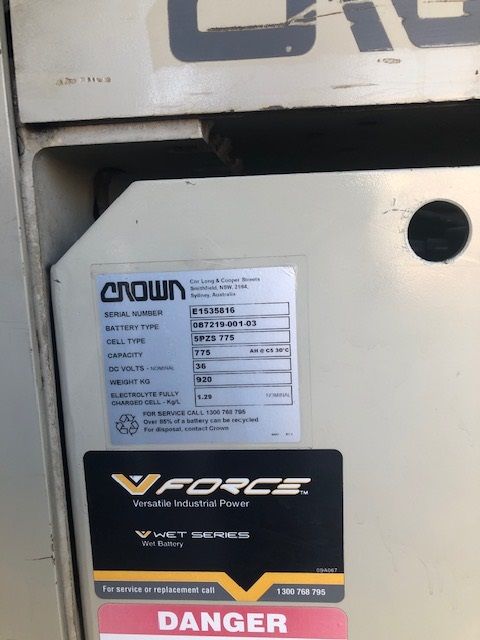 CROWN
Cnr Long & Cooper Streets
Smithfield, NSW, 2164,
Sydney, Australia
SERIAL NUMBER E1535816
BATTERY TYPE 087219-001-03
CELL TYPE 5PZS 775
CAPACITY 775 AH @ C5 30°C
DC VOLTS - NOMINAL 36
WEIGHT KG 920
ELECTROLYTE FULLY
CHARGED CELL - Kg/L 1.29 NOMINAL
FOR SERVICE CALL 1300 768 795
Over 85% of a battery can be recycled
For disposal, contact Crown
V FORCE™
Versatile Industrial Power
V WET SERIES
Wet Battery
For service or replacement call 1300 768 795
DANGER